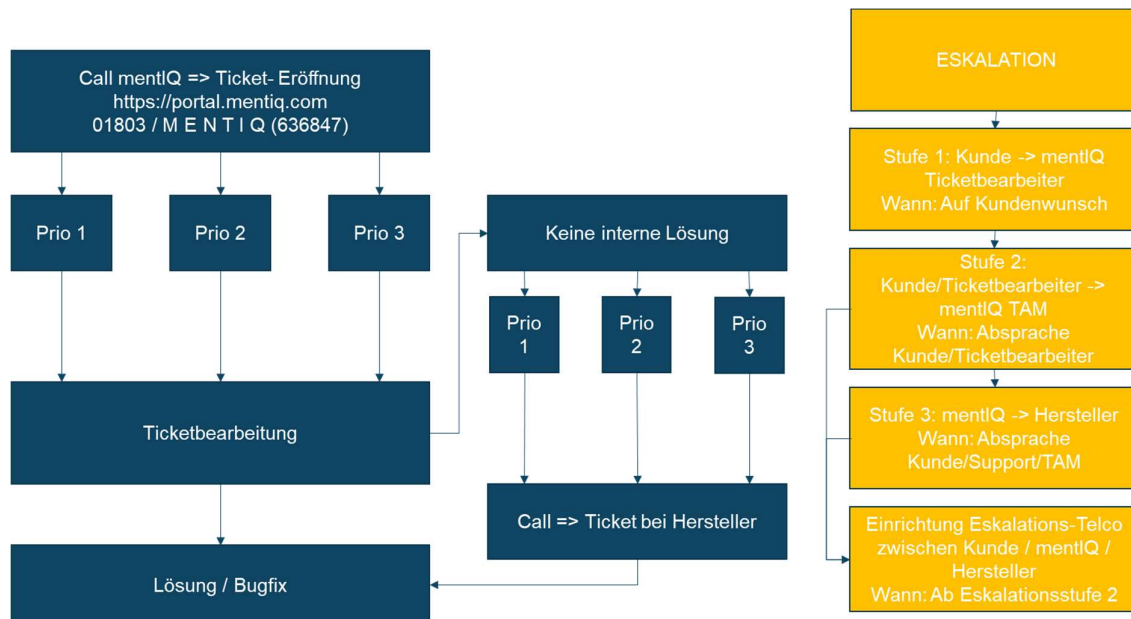 Call mentIQ => Ticket- Eröffnung
https://portal.mentiq.com
01803 / M E N T I Q (636847)
Prio 1
Prio 2
Prio 3
Keine interne Lösung
Prio
1
Prio
2
Prio
3
Ticketbearbeitung
Call => Ticket bei Hersteller
Lösung / Bugfix
ESKALATION
Stufe 1: Kunde -> mentIQ
Ticketbearbeiter
Wann: Auf Kundenwunsch
Stufe 2:
Kunde/Ticketbearbeiter ->
mentIQ TAM
Wann: Absprache
Kunde/Ticketbearbeiter
Stufe 3: mentIQ -> Hersteller
Wann: Absprache
Kunde/Support/TAM
Einrichtung Eskalations-Telco
zwischen Kunde / mentIQ /
Hersteller
Wann: Ab Eskalationsstufe 2